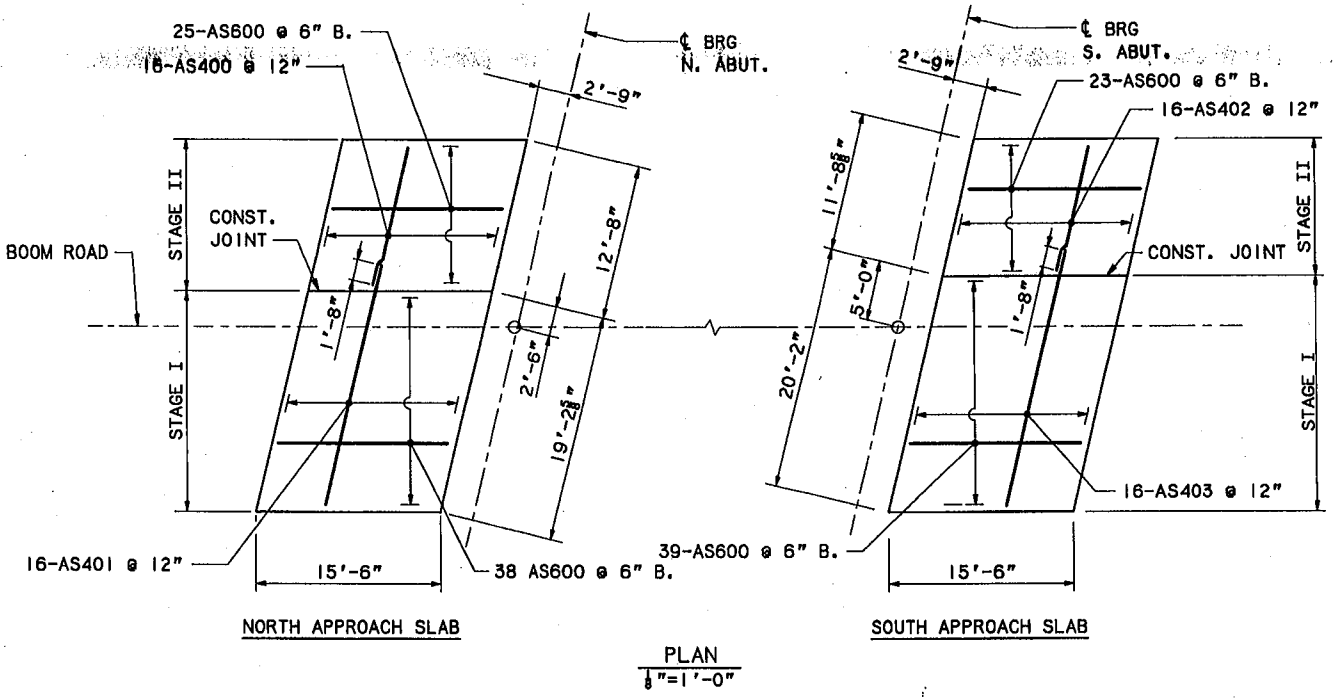 25-AS600 @ 6" B.
16-AS400 @ 12"
℄ BRG
N. ABUT.
2'-9"
STAGE II
CONST.
JOINT
BOOM ROAD
1'-8"
12'-8"
2'-6"
STAGE I
19'-2⅝"
16-AS401 @ 12"
15'-6"
38 AS600 @ 6" B.
NORTH APPROACH SLAB
℄ BRG
S. ABUT.
2'-9"
23-AS600 @ 6" B.
16-AS402 @ 12"
11'-8⅝"
STAGE II
CONST. JOINT
5'-0"
1'-8"
20'-2"
STAGE I
16-AS403 @ 12"
39-AS600 @ 6" B.
15'-6"
SOUTH APPROACH SLAB
PLAN
⅛"=1'-0"